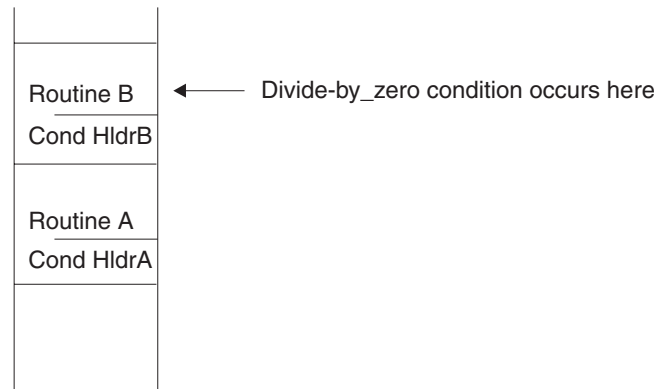 Routine B
Divide-by_zero condition occurs here
Cond HldrB
Routine A
Cond HldrA